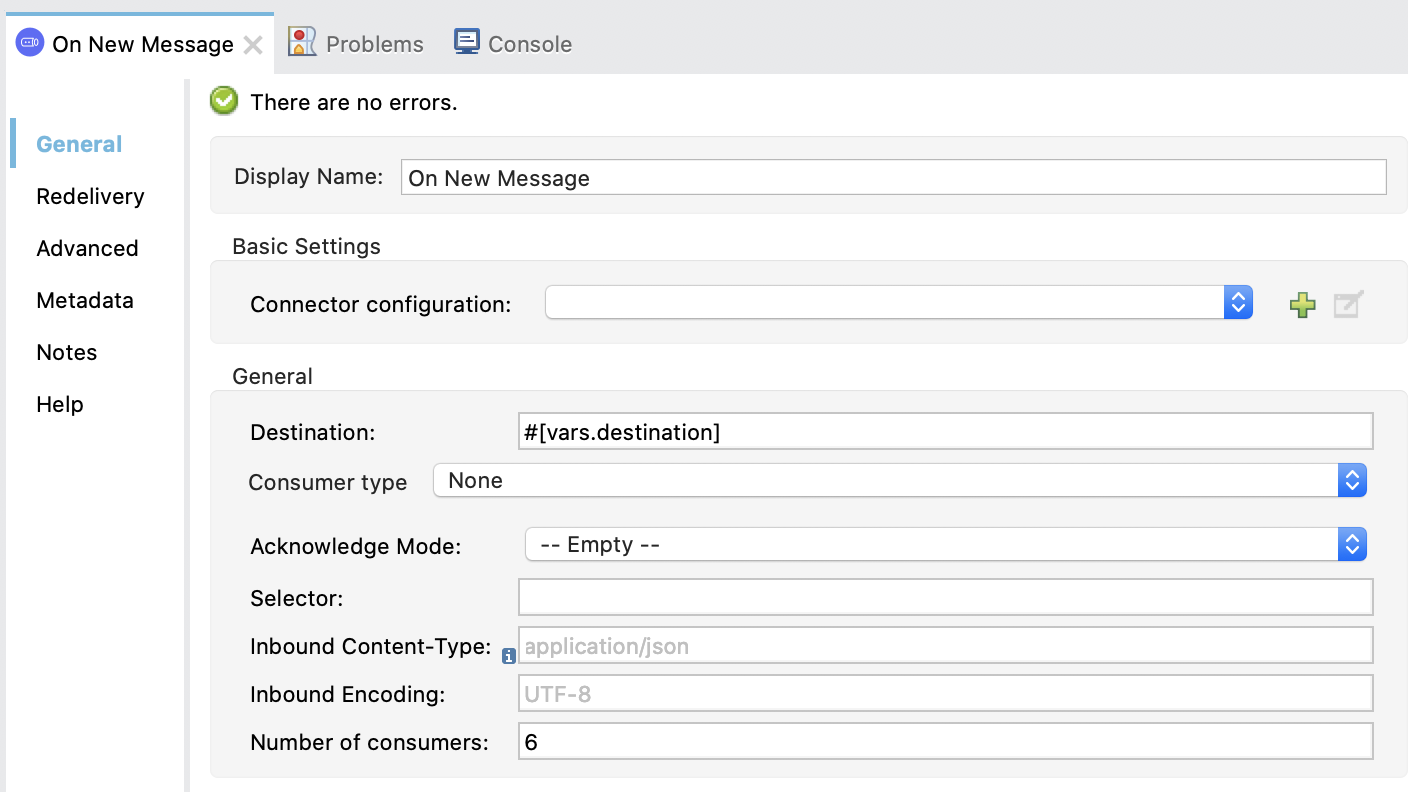 On New Message
Problems
Console
There are no errors.
General
Redelivery
Advanced
Metadata
Notes
Help
Display Name: On New Message
Basic Settings
Connector configuration:
General
Destination: #[vars.destination]
Consumer type None
Acknowledge Mode: -- Empty --
Selector:
Inbound Content-Type: application/json
Inbound Encoding: UTF-8
Number of consumers: 6